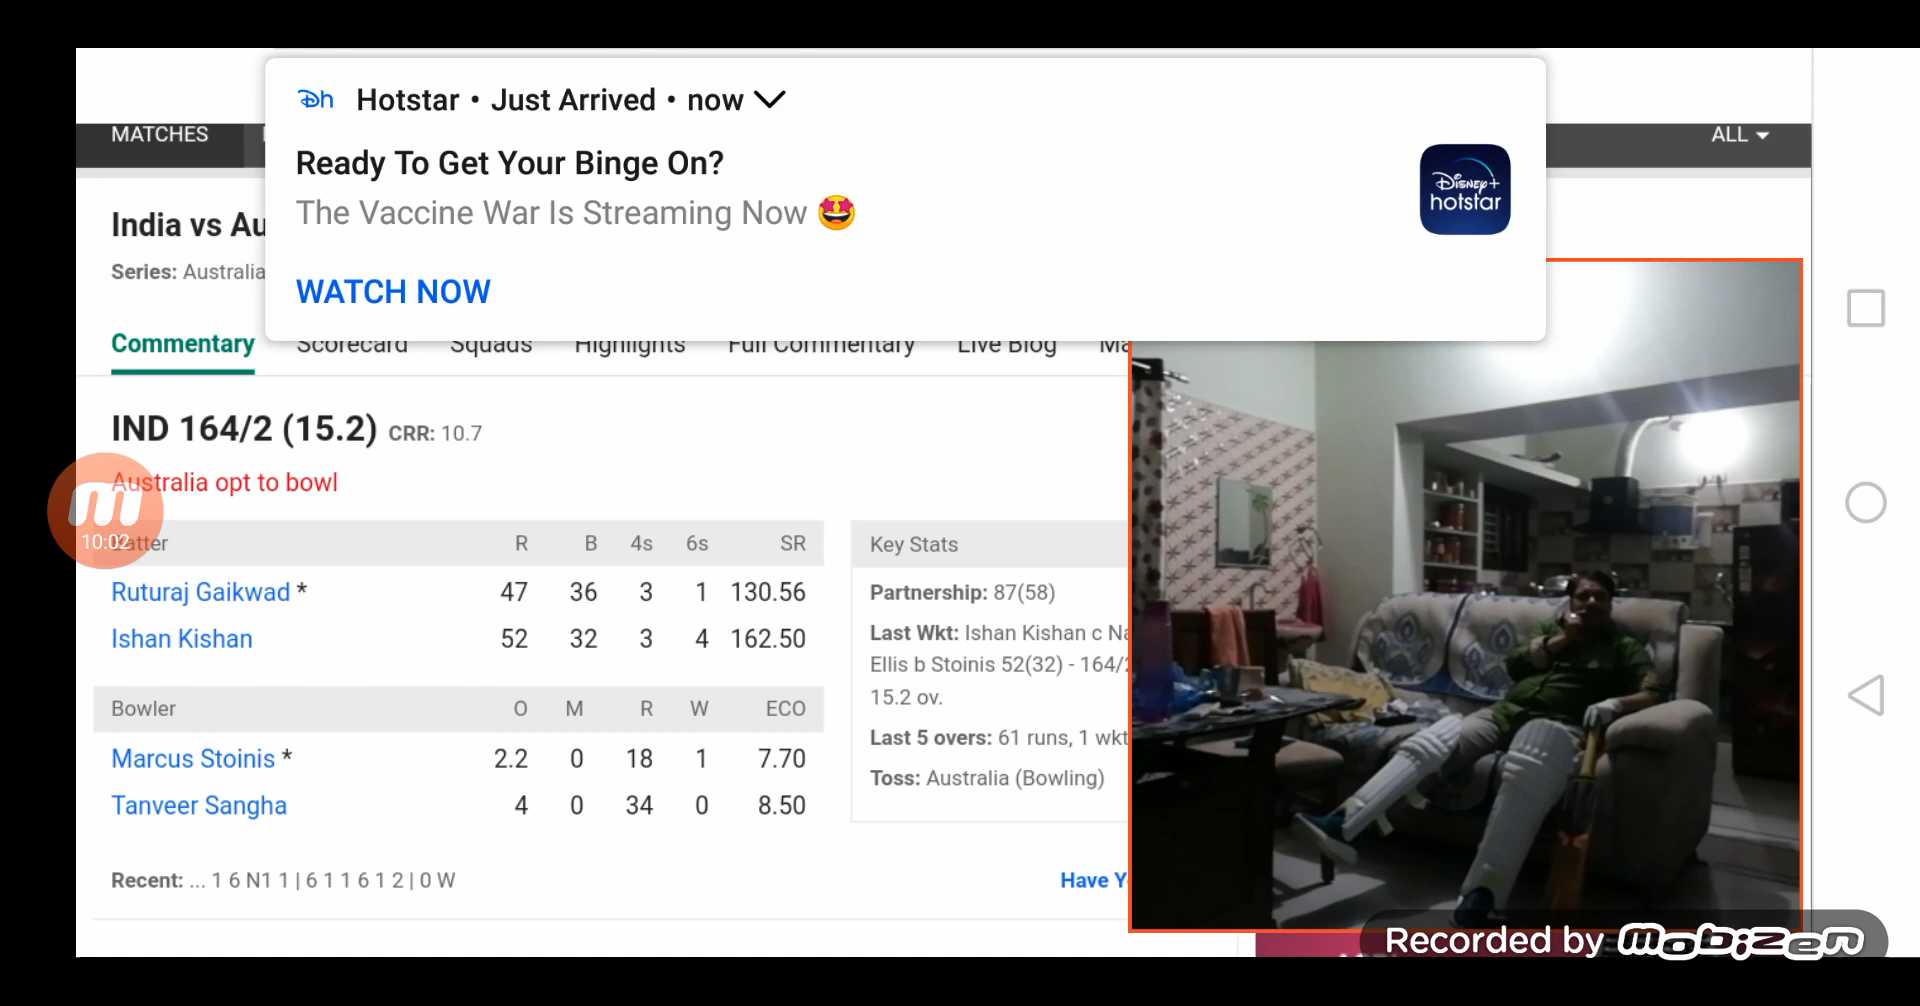 Hotstar • Just Arrived • now
Ready To Get Your Binge On?
The Vaccine War Is Streaming Now 🤩
WATCH NOW
Disney+
hotstar
MATCHES
ALL
India vs Au
Series: Australia
Commentary Scorecard Squads Highlights Full Commentary Live Blog Ma
IND 164/2 (15.2) CRR: 10.7
Australia opt to bowl
10:02
atter R B 4s 6s SR
Ruturaj Gaikwad * 47 36 3 1 130.56
Ishan Kishan 52 32 3 4 162.50
Bowler O M R W ECO
Marcus Stoinis * 2.2 0 18 1 7.70
Tanveer Sangha 4 0 34 0 8.50
Recent: ... 1 6 N1 1 | 6 1 1 6 1 2 | 0 W
Key Stats
Partnership: 87(58)
Last Wkt: Ishan Kishan c Na
Ellis b Stoinis 52(32) - 164/2
15.2 ov.
Last 5 overs: 61 runs, 1 wkt
Toss: Australia (Bowling)
Have Y
Recorded by mobizen